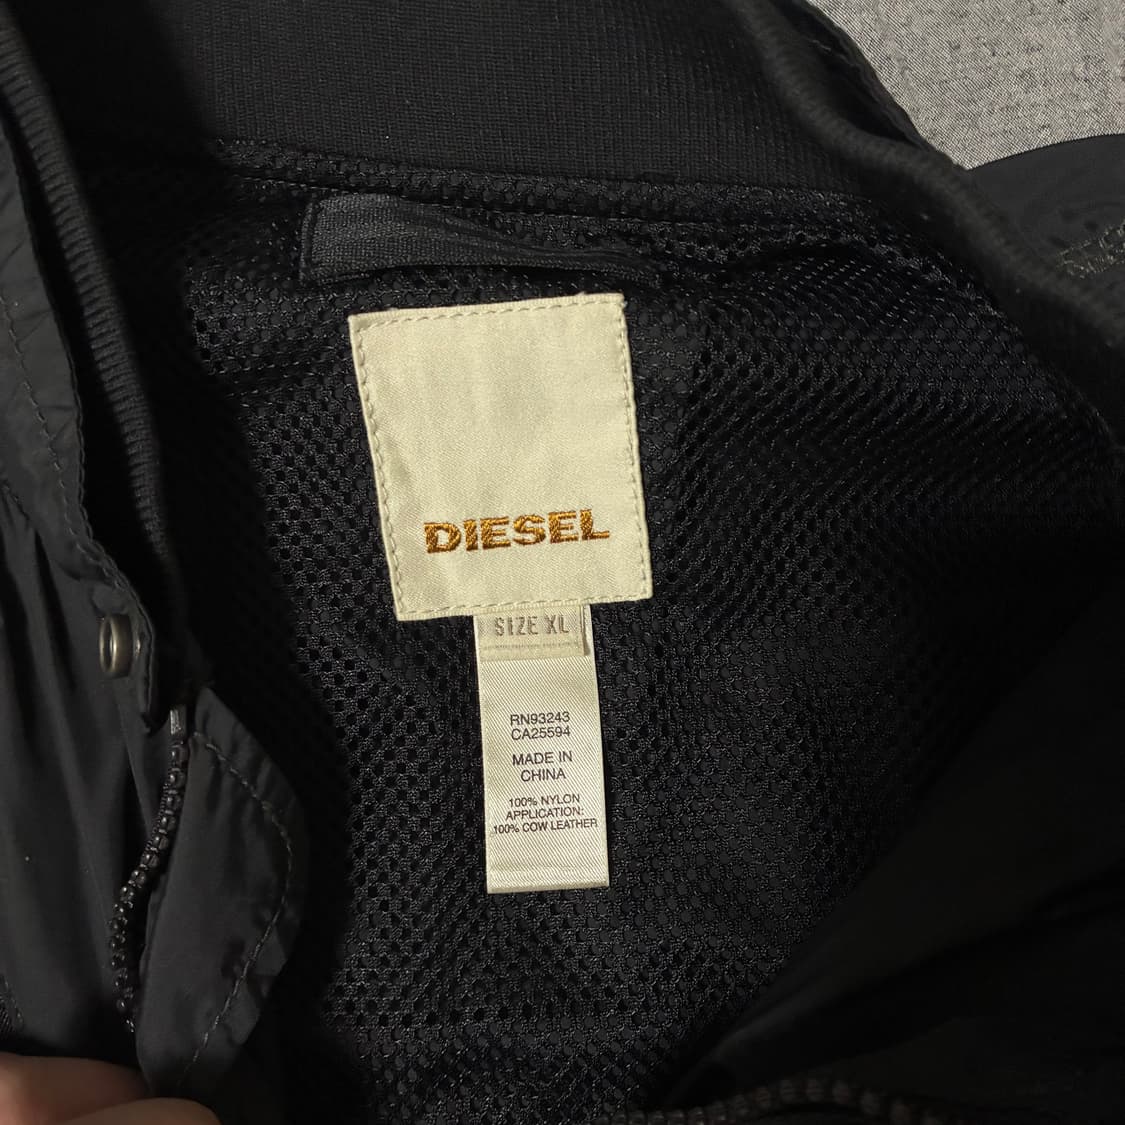 DIESEL
SIZE XL
RN93243
CA25594
MADE IN
CHINA
100% NYLON
APPLICATION:
100% COW LEATHER